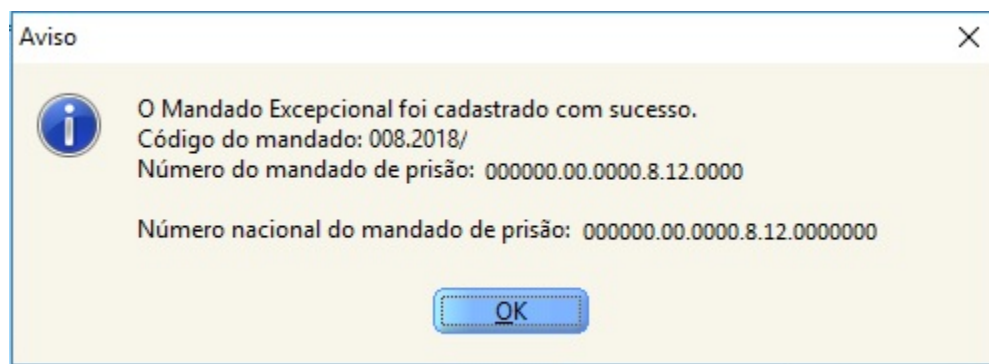 Aviso
O Mandado Excepcional foi cadastrado com sucesso.
Código do mandado: 008.2018/
Número do mandado de prisão: 000000.00.0000.8.12.0000
Número nacional do mandado de prisão: 000000.00.0000.8.12.0000000
OK